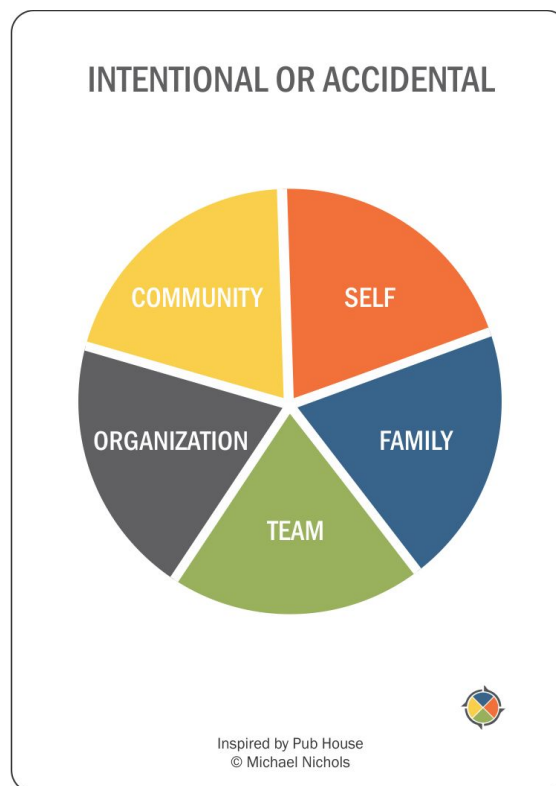 INTENTIONAL OR ACCIDENTAL
COMMUNITY
SELF
ORGANIZATION
FAMILY
TEAM
Inspired by Pub House
© Michael Nichols